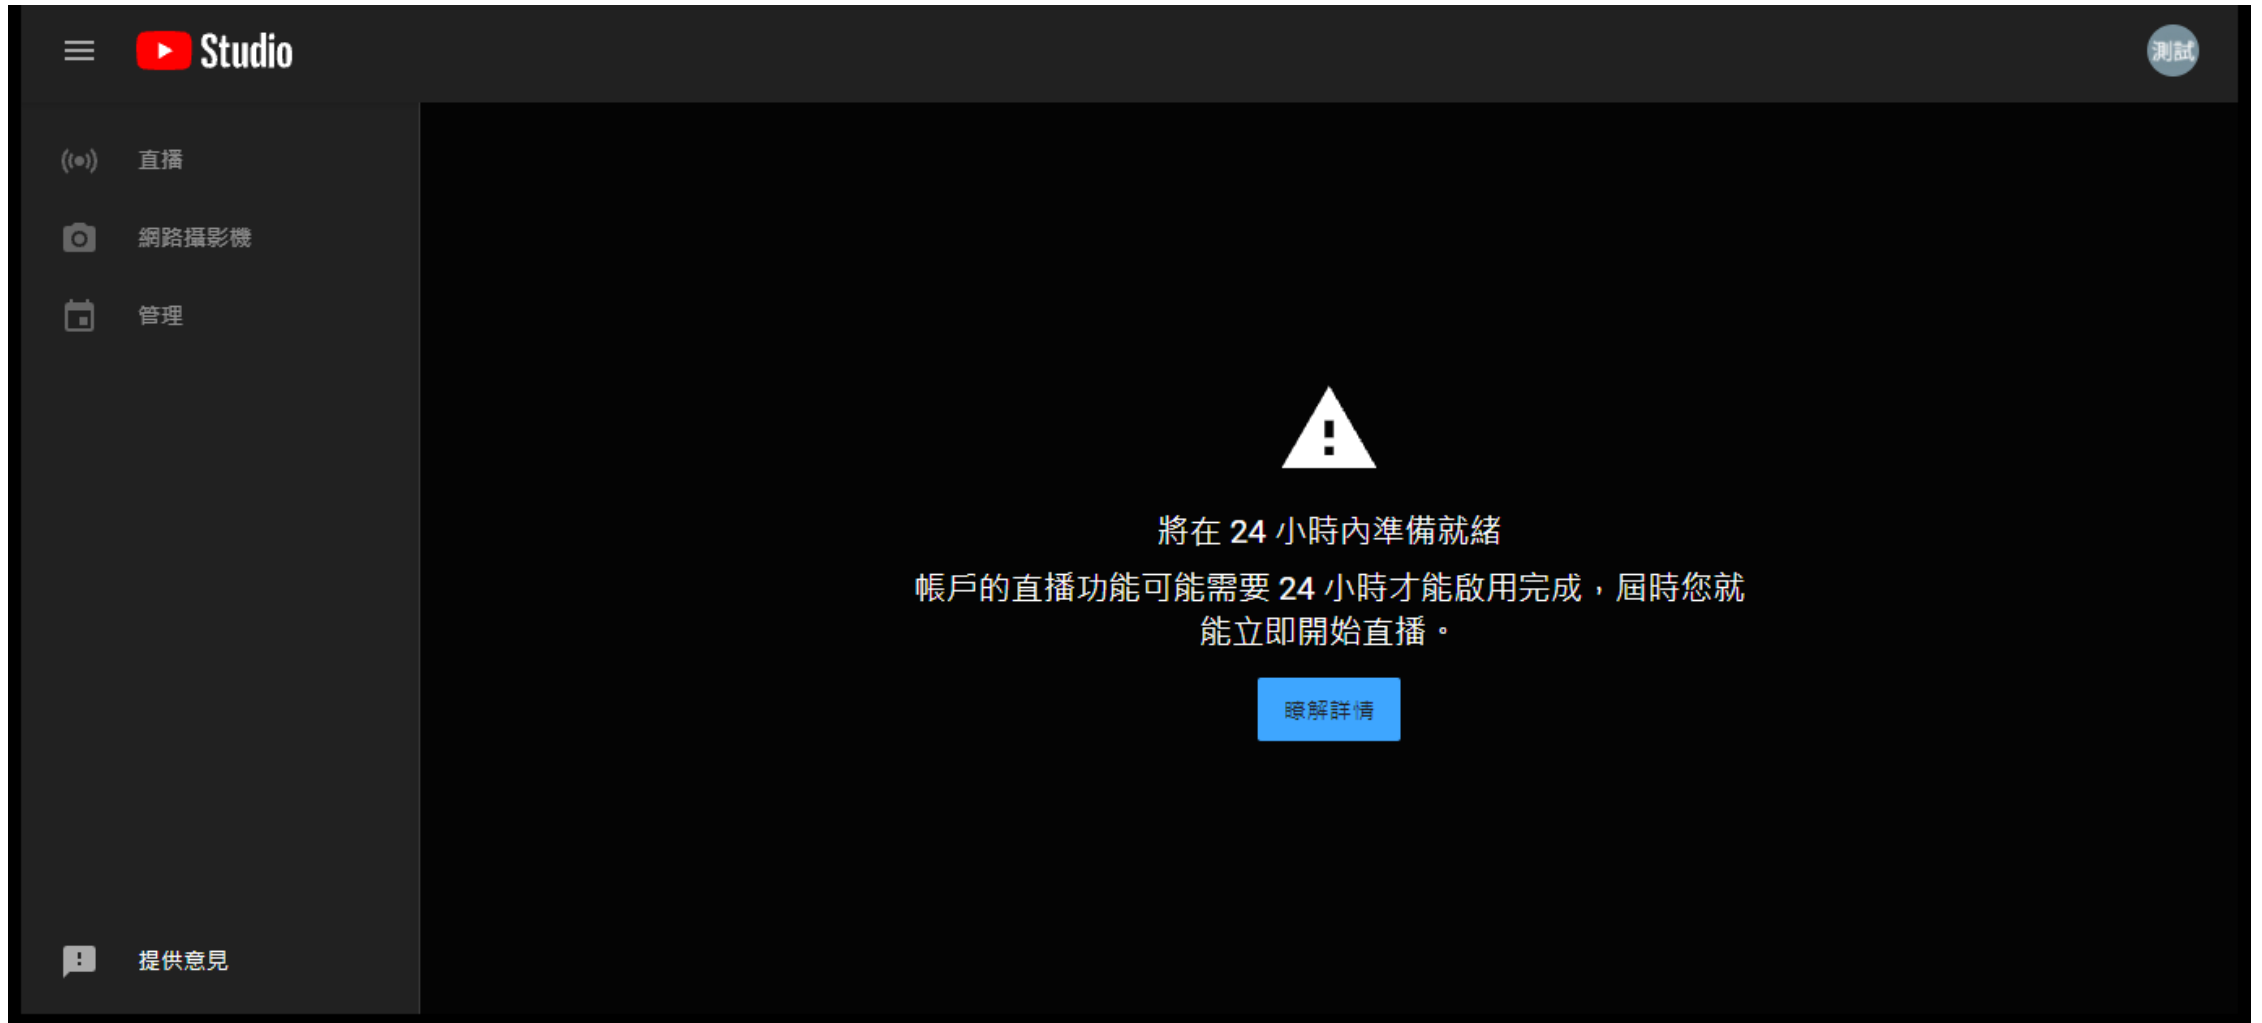 Studio
測試
直播
網路攝影機
管理
將在 24 小時內準備就緒
帳戶的直播功能可能需要 24 小時才能啟用完成，屆時您就
能立即開始直播。
瞭解詳情
提供意見